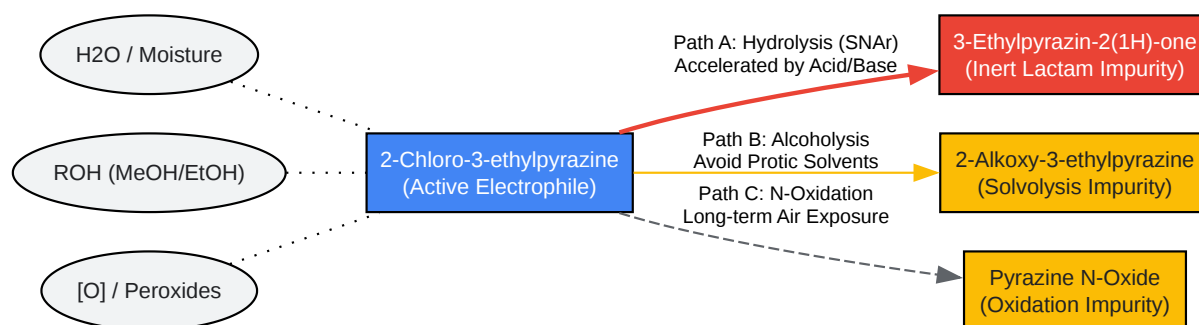 H2O / Moisture
ROH (MeOH/EtOH)
[O] / Peroxides
2-Chloro-3-ethylpyrazine
(Active Electrophile)
Path A: Hydrolysis (SNAr)
Accelerated by Acid/Base
Path B: Alcoholysis
Avoid Protic Solvents
Path C: N-Oxidation
Long-term Air Exposure
3-Ethylpyrazin-2(1H)-one
(Inert Lactam Impurity)
2-Alkoxy-3-ethylpyrazine
(Solvolysis Impurity)
Pyrazine N-Oxide
(Oxidation Impurity)